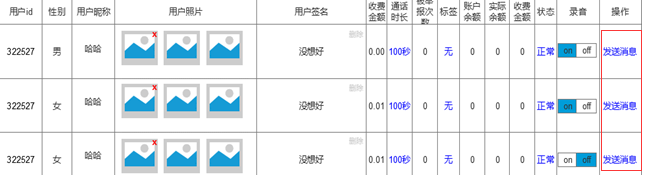 用户id 性别 用户昵称 用户照片 用户签名 收费金额 通话时长 被举报次数 标签 账户余额 实际余额 收费金额 状态 录音 操作
322527 男 哈哈 x 没想好 删除 0.00 100秒 0 无 0 0 0 正常 on off 发送消息
322527 女 哈哈 没想好 删除 0.01 100秒 0 无 0 0 0 正常 on off 发送消息
322527 女 哈哈 x 没想好 删除 0.01 100秒 0 无 0 0 0 正常 on off 发送消息